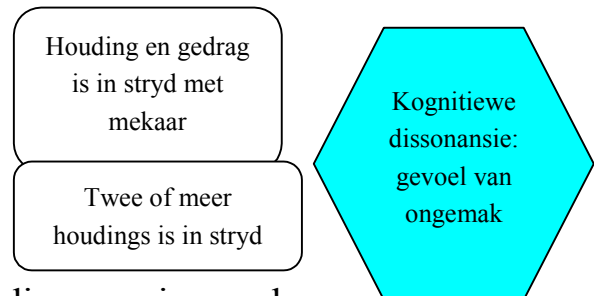 Houding en gedrag
is in stryd met
mekaar
Twee of meer
houdings is in stryd
Kognitiewe
dissonansie:
gevoel van
ongemak